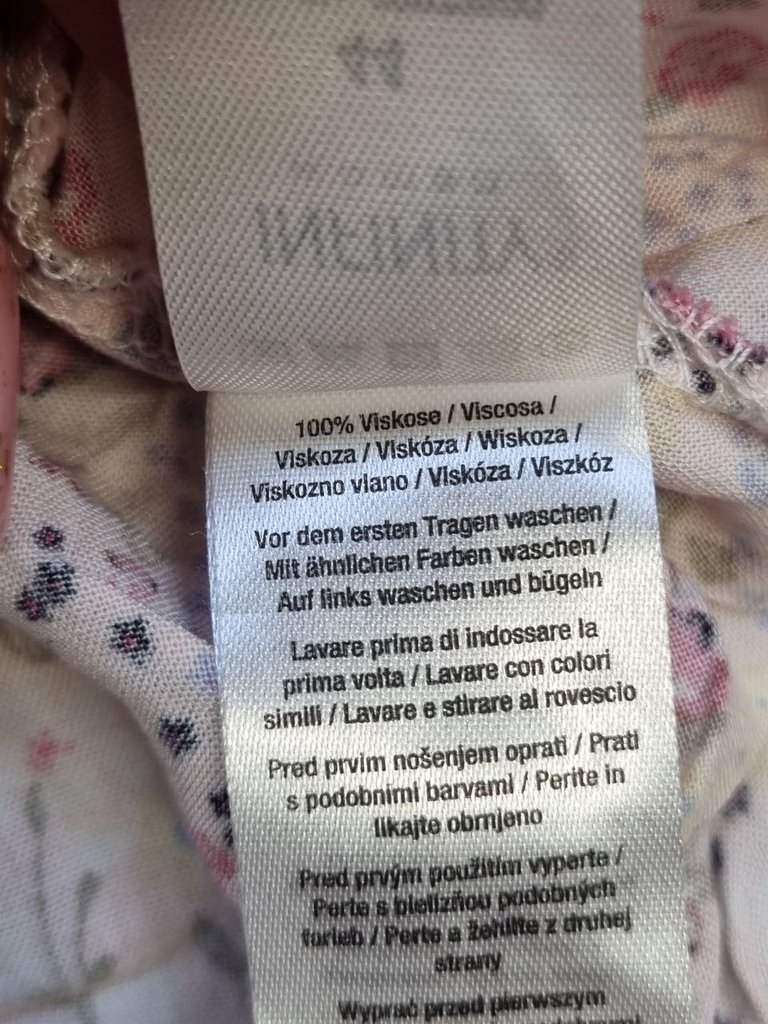 44
100% Viskose / Viscosa /
Viskoza / Viskóza / Wiskoza /
Viskozno vlano / Viskóza / Viszkóz
Vor dem ersten Tragen waschen /
Mit ähnlichen Farben waschen /
Auf links waschen und bügeln
Lavare prima di indossare la
prima volta / Lavare con colori
simili / Lavare e stirare al rovescio
Pred prvim nošenjem oprati / Prati
s podobnimi barvami / Perite in
likajte obrnjeno
Pred prvým použitím vyperte /
Perte s bielizňou podobných
farieb / Perte a žehlite z druhej
strany
Wyprać przed pierwszym